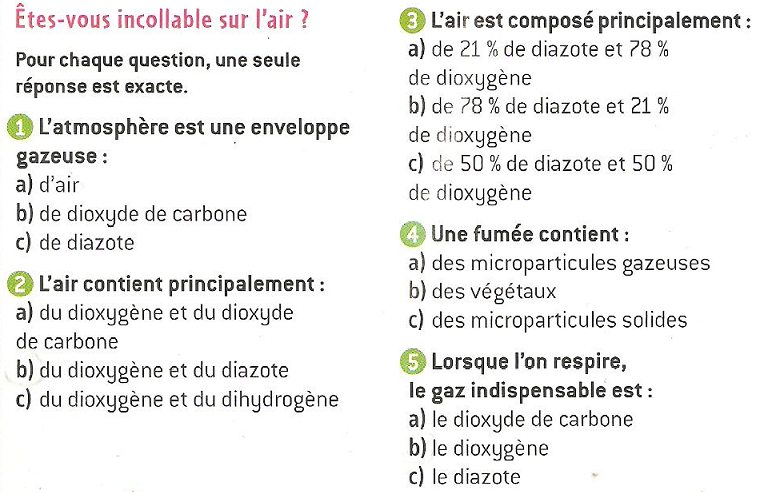 Êtes-vous incollable sur l'air ?
Pour chaque question, une seule
réponse est exacte.
1 L'atmosphère est une enveloppe
gazeuse :
a) d'air
b) de dioxyde de carbone
c) de diazote
2 L'air contient principalement :
a) du dioxygène et du dioxyde
de carbone
b) du dioxygène et du diazote
c) du dioxygène et du dihydrogène
3 L'air est composé principalement :
a) de 21 % de diazote et 78 %
de dioxygène
b) de 78 % de diazote et 21 %
de dioxygène
c) de 50 % de diazote et 50 %
de dioxygène
4 Une fumée contient :
a) des microparticules gazeuses
b) des végétaux
c) des microparticules solides
5 Lorsque l'on respire,
le gaz indispensable est :
a) le dioxyde de carbone
b) le dioxygène
c) le diazote